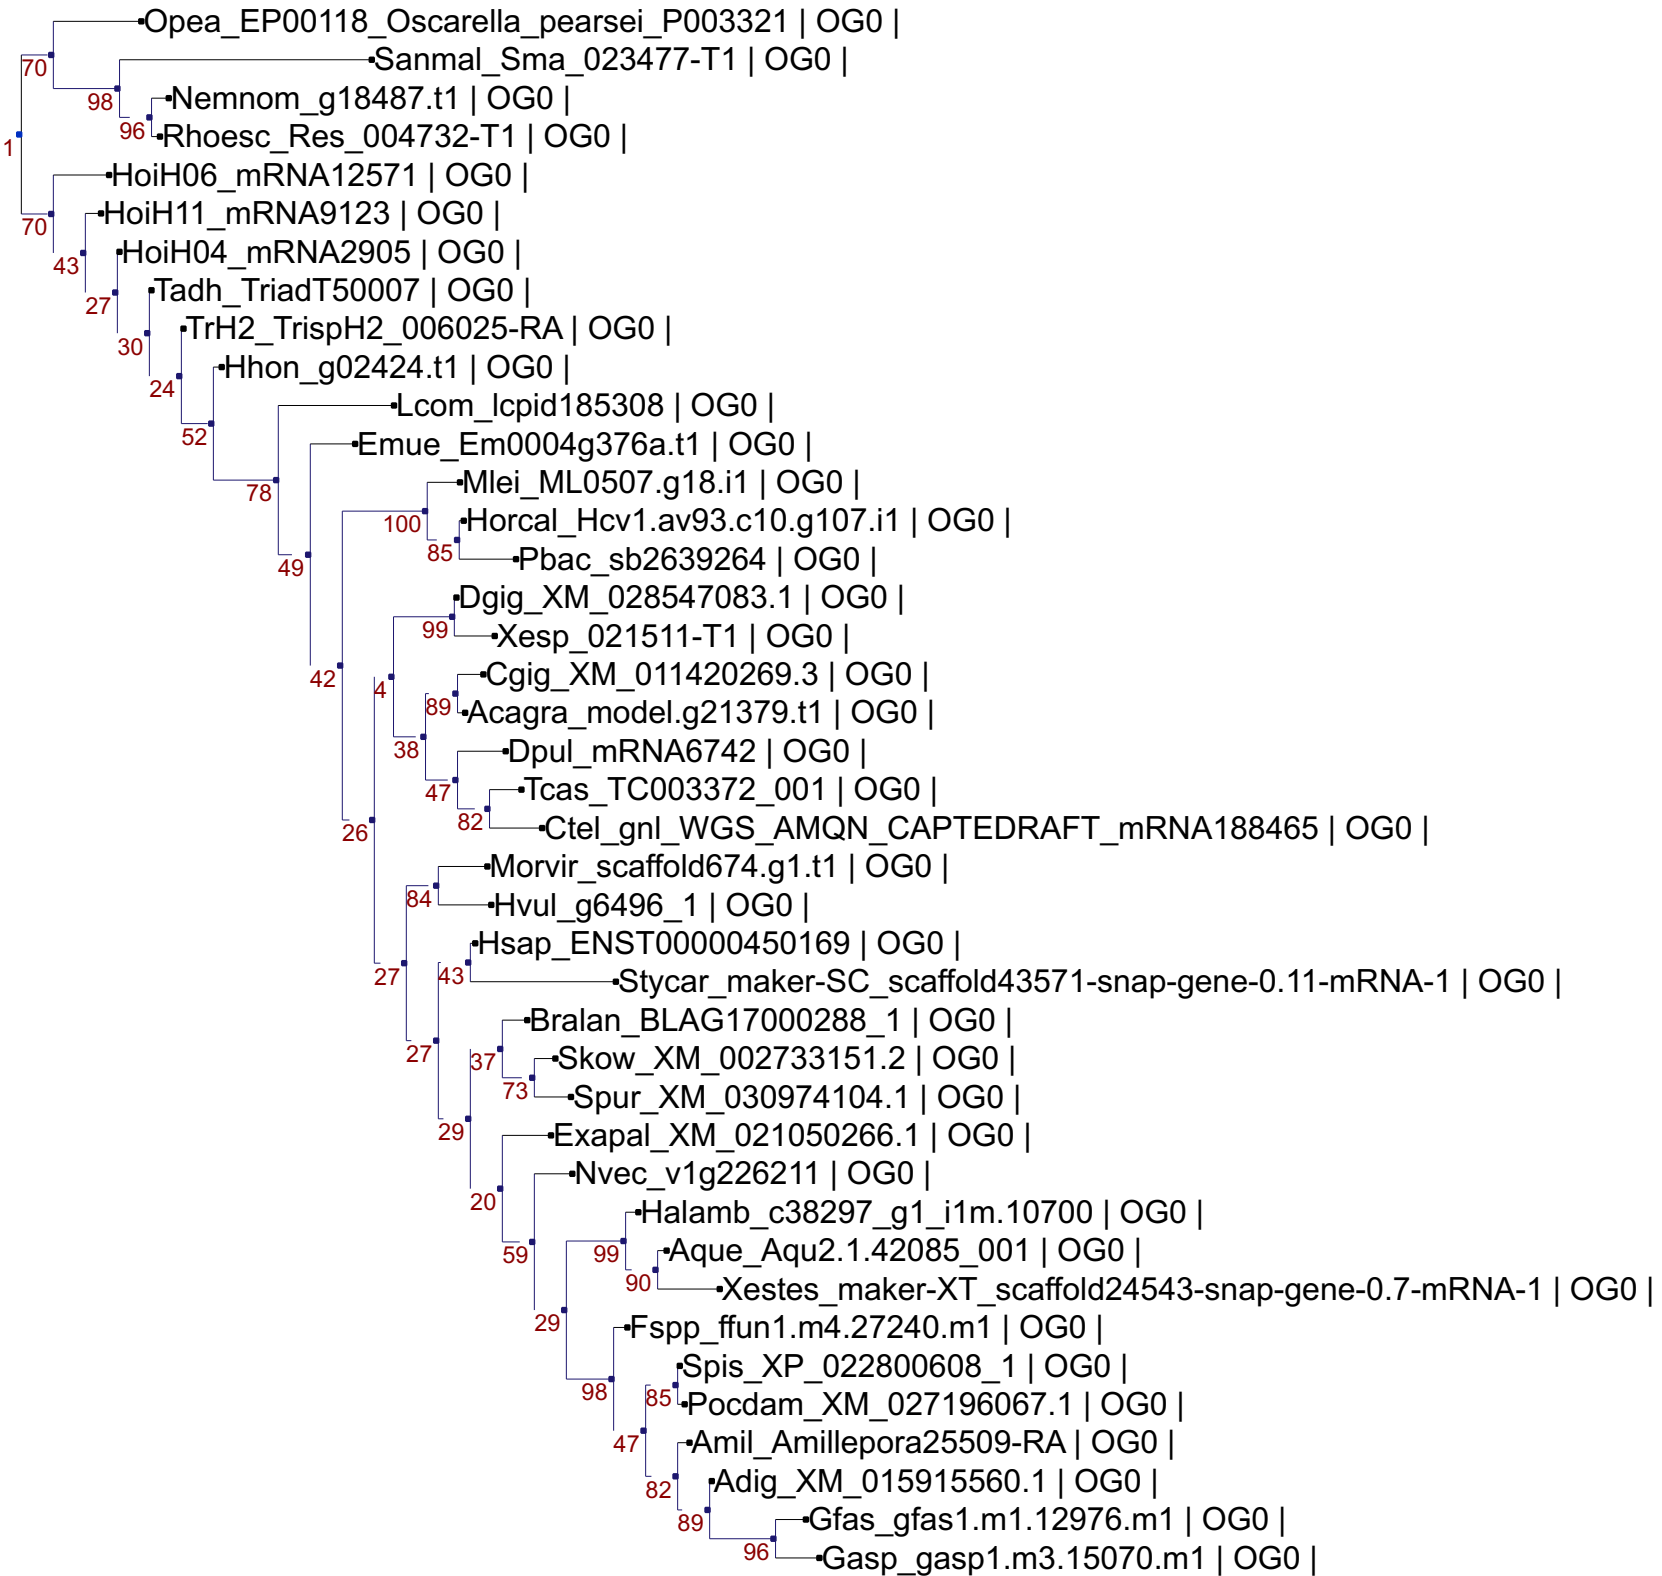 Opea_EP00118_Oscarella_pearsei_P003321 | OG0 |
70
Sanmal_Sma_023477-T1 | OG0 |
98
Nemnom_g18487.t1 | OG0 |
96
Rhoesc_Res_004732-T1 | OG0 |
1
HoiH06_mRNA12571 | OG0 |
70
HoiH11_mRNA9123 | OG0 |
43
HoiH04_mRNA2905 | OG0 |
27
Tadh_TriadT50007 | OG0 |
30
TrH2_TrispH2_006025-RA | OG0 |
24
Hhon_g02424.t1 | OG0 |
52
Lcom_lcpid185308 | OG0 |
78
Emue_Em0004g376a.t1 | OG0 |
49
Mlei_ML0507.g18.i1 | OG0 |
100
Horcal_Hcv1.av93.c10.g107.i1 | OG0 |
85
Pbac_sb2639264 | OG0 |
42
Dgig_XM_028547083.1 | OG0 |
99
Xesp_021511-T1 | OG0 |
4
Cgig_XM_011420269.3 | OG0 |
89
Acagra_model.g21379.t1 | OG0 |
38
Dpul_mRNA6742 | OG0 |
47
Tcas_TC003372_001 | OG0 |
82
Ctel_gnl_WGS_AMQN_CAPTEDRAFT_mRNA188465 | OG0 |
26
Morvir_scaffold674.g1.t1 | OG0 |
84
Hvul_g6496_1 | OG0 |
27
Hsap_ENST00000450169 | OG0 |
43
Stycar_maker-SC_scaffold43571-snap-gene-0.11-mRNA-1 | OG0 |
27
Bralan_BLAG17000288_1 | OG0 |
37
Skow_XM_002733151.2 | OG0 |
73
Spur_XM_030974104.1 | OG0 |
29
Exapal_XM_021050266.1 | OG0 |
20
Nvec_v1g226211 | OG0 |
59
Halamb_c38297_g1_i1m.10700 | OG0 |
99
Aque_Aqu2.1.42085_001 | OG0 |
90
Xestes_maker-XT_scaffold24543-snap-gene-0.7-mRNA-1 | OG0 |
29
Fspp_ffun1.m4.27240.m1 | OG0 |
98
Spis_XP_022800608_1 | OG0 |
85
Pocdam_XM_027196067.1 | OG0 |
47
Amil_Amillepora25509-RA | OG0 |
82
Adig_XM_015915560.1 | OG0 |
89
Gfas_gfas1.m1.12976.m1 | OG0 |
96
Gasp_gasp1.m3.15070.m1 | OG0 |